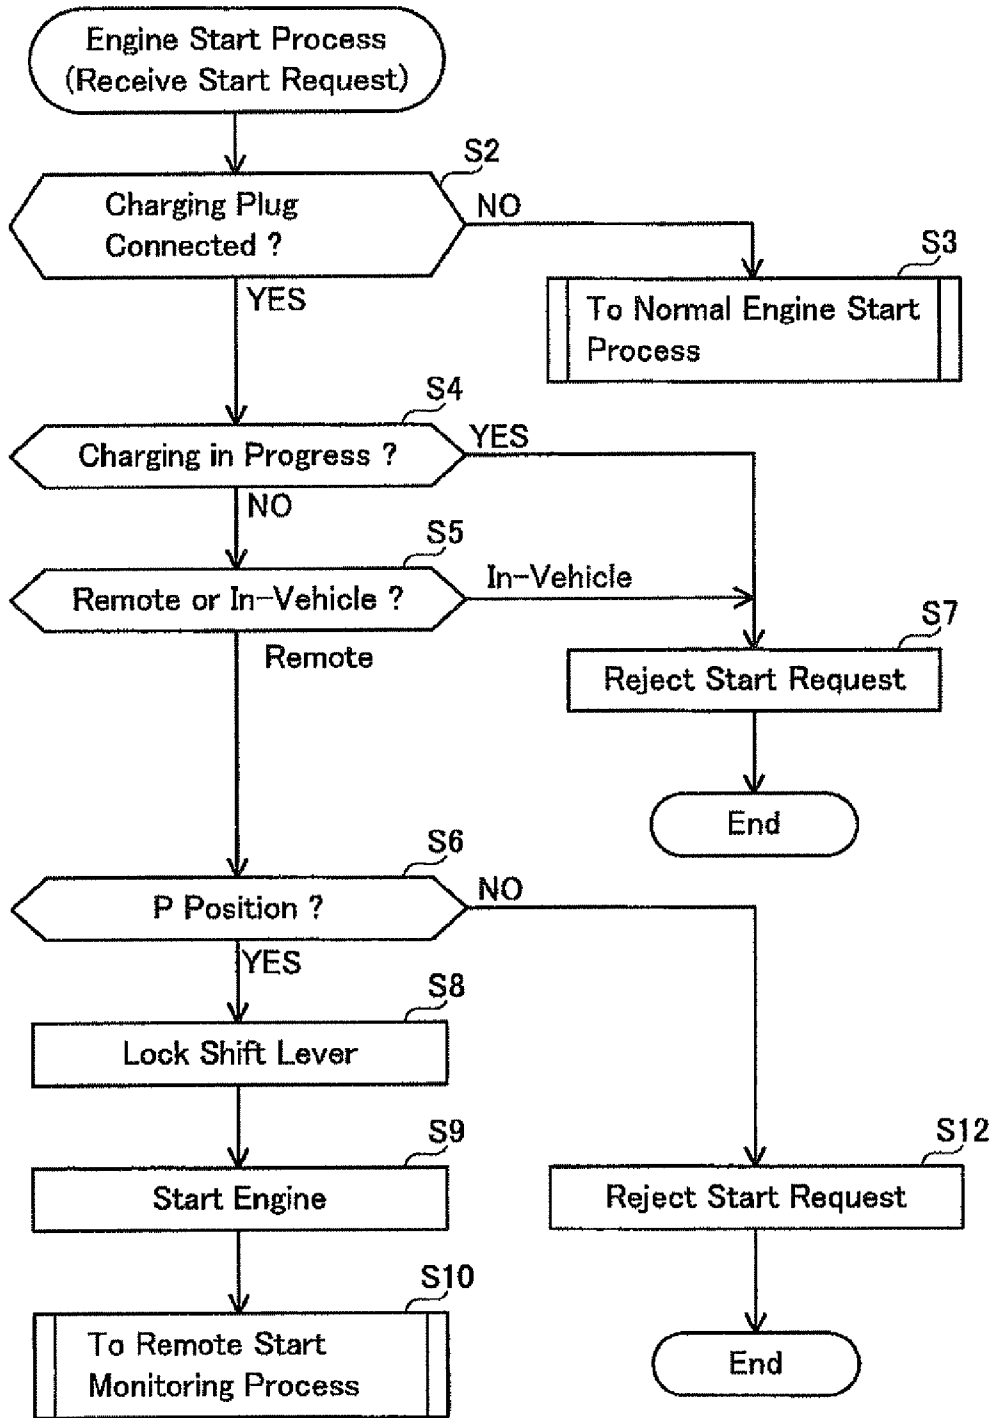 Engine Start Process
(Receive Start Request)
S2
Charging Plug
Connected ?
NO
YES
S3
To Normal Engine Start
Process
S4
Charging in Progress ?
YES
NO
S5
Remote or In-Vehicle ?
In-Vehicle
Remote
S7
Reject Start Request
End
S6
P Position ?
NO
YES
S8
Lock Shift Lever
S9
Start Engine
S12
Reject Start Request
S10
To Remote Start
Monitoring Process
End